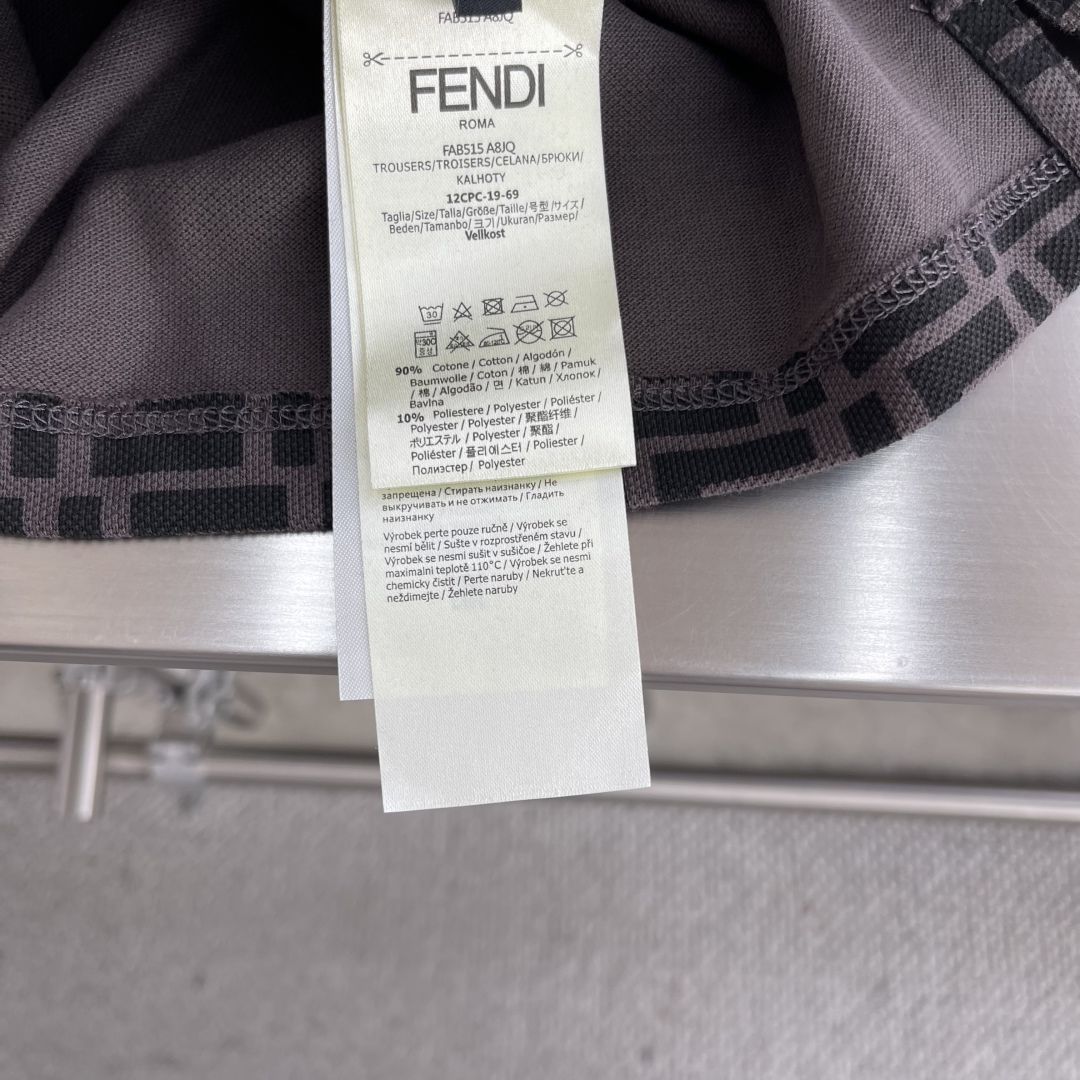 FAB515 A8JQ
FENDI
ROMA
FAB515 A8JQ
TROUSERS/TROISERS/CELANA/БРЮКИ/
KALHOTY
12CPC-19-69
Taglia/Size/Talla/Größe/Taille/号型/サイズ/
Beden/Tamanbo/크기/Ukuran/Размер/
Vellkost
30
90% Cotone / Cotton / Algodón /
Baumwolle / Coton / 棉 / 綿 / Pamuk
/ 棉 / Algodão / 면 / Katun / Хлопок /
Bavlna
10% Poliestere / Polyester / Poliéster /
Polyester / Polyester / 聚酯纤维 /
ポリエステル / Polyester / 聚酯 /
Poliéster / 폴리에스터 / Poliester /
Полиэстер / Polyester
запрещена / Стирать наизнанку / Не
выкручивать и не отжимать / Гладить
наизнанку
Výrobek perte pouze ručně / Výrobek se
nesmí bělit / Sušte v rozprostřeném stavu /
Výrobek se nesmí sušit v sušičoe / Žehlete při
maximalni teplotě 110°C / Výrobek se nesmí
chemicky čistit / Perte naruby / Nekruťte a
neždimejte / Žehlete naruby